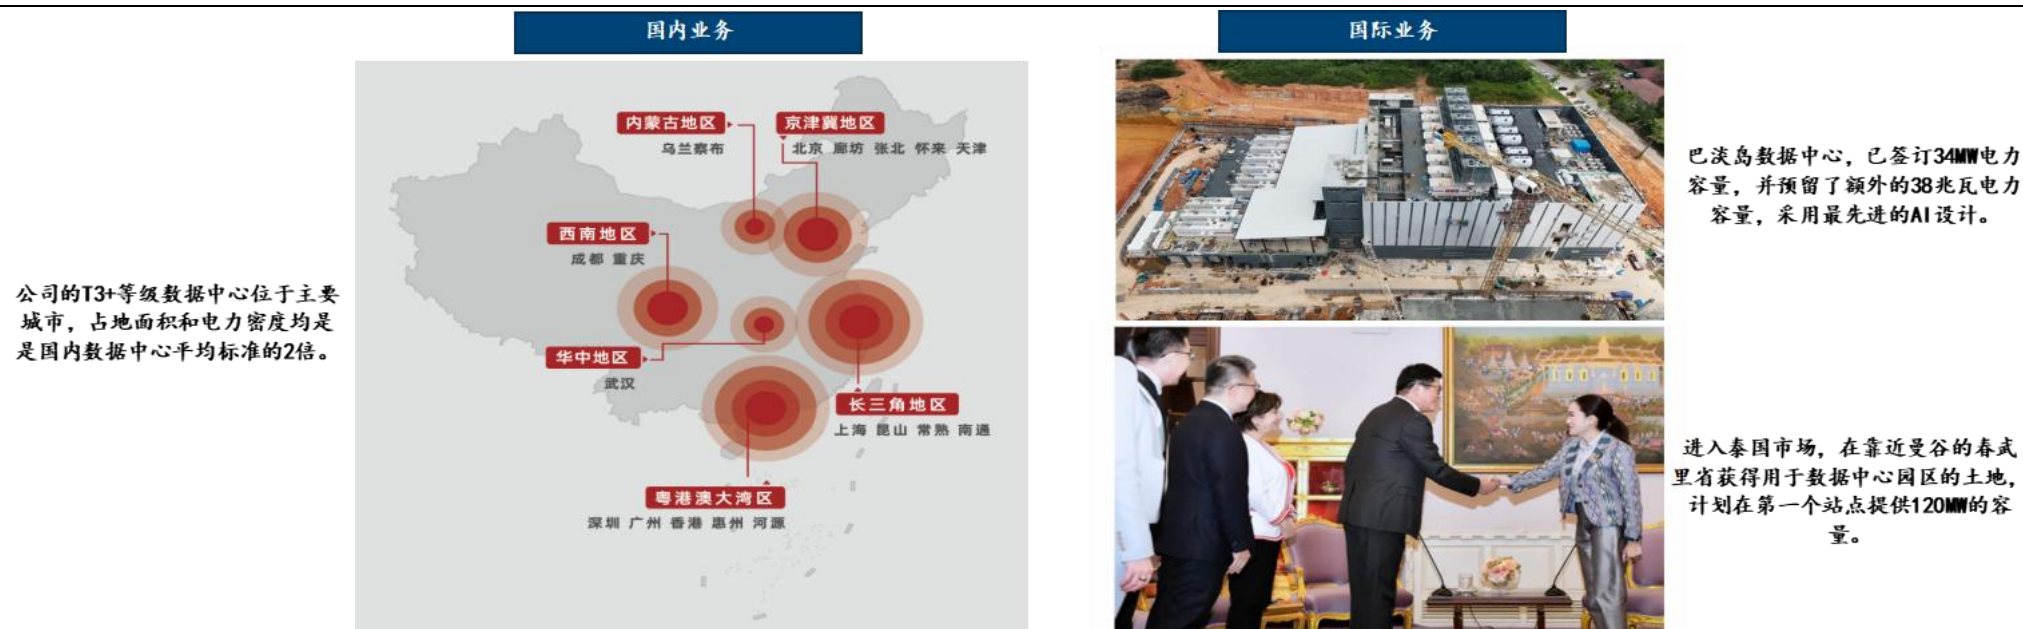 国内业务
公司的T3+等级数据中心位于主要
城市，占地面积和电力密度均是
是国内数据中心平均标准的2倍。
内蒙古地区
乌兰察布
京津冀地区
北京 廊坊 张北 怀来 天津
西南地区
成都 重庆
华中地区
武汉
长三角地区
上海 昆山 常熟 南通
粤港澳大湾区
深圳 广州 香港 惠州 河源
国际业务
巴淡岛数据中心，已签订34MW电力
容量，并预留了额外的38兆瓦电力
容量，采用最先进的AI设计。
进入泰国市场，在靠近曼谷的春武
里省获得用于数据中心园区的土地，
计划在第一个站点提供120MW的容
量。